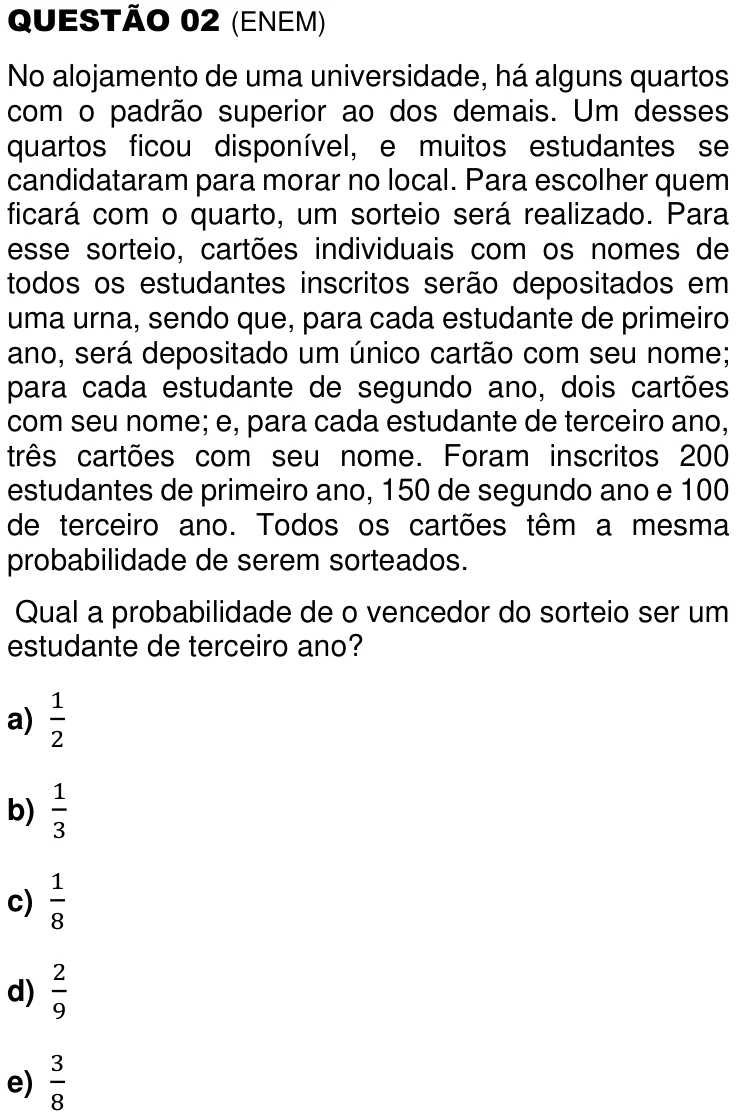 QUESTÃO 02 (ENEM)
No alojamento de uma universidade, há alguns quartos
com o padrão superior ao dos demais. Um desses
quartos ficou disponível, e muitos estudantes se
candidataram para morar no local. Para escolher quem
ficará com o quarto, um sorteio será realizado. Para
esse sorteio, cartões individuais com os nomes de
todos os estudantes inscritos serão depositados em
uma urna, sendo que, para cada estudante de primeiro
ano, será depositado um único cartão com seu nome;
para cada estudante de segundo ano, dois cartões
com seu nome; e, para cada estudante de terceiro ano,
três cartões com seu nome. Foram inscritos 200
estudantes de primeiro ano, 150 de segundo ano e 100
de terceiro ano. Todos os cartões têm a mesma
probabilidade de serem sorteados.
Qual a probabilidade de o vencedor do sorteio ser um
estudante de terceiro ano?
a) 1/2
b) 1/3
c) 1/8
d) 2/9
e) 3/8